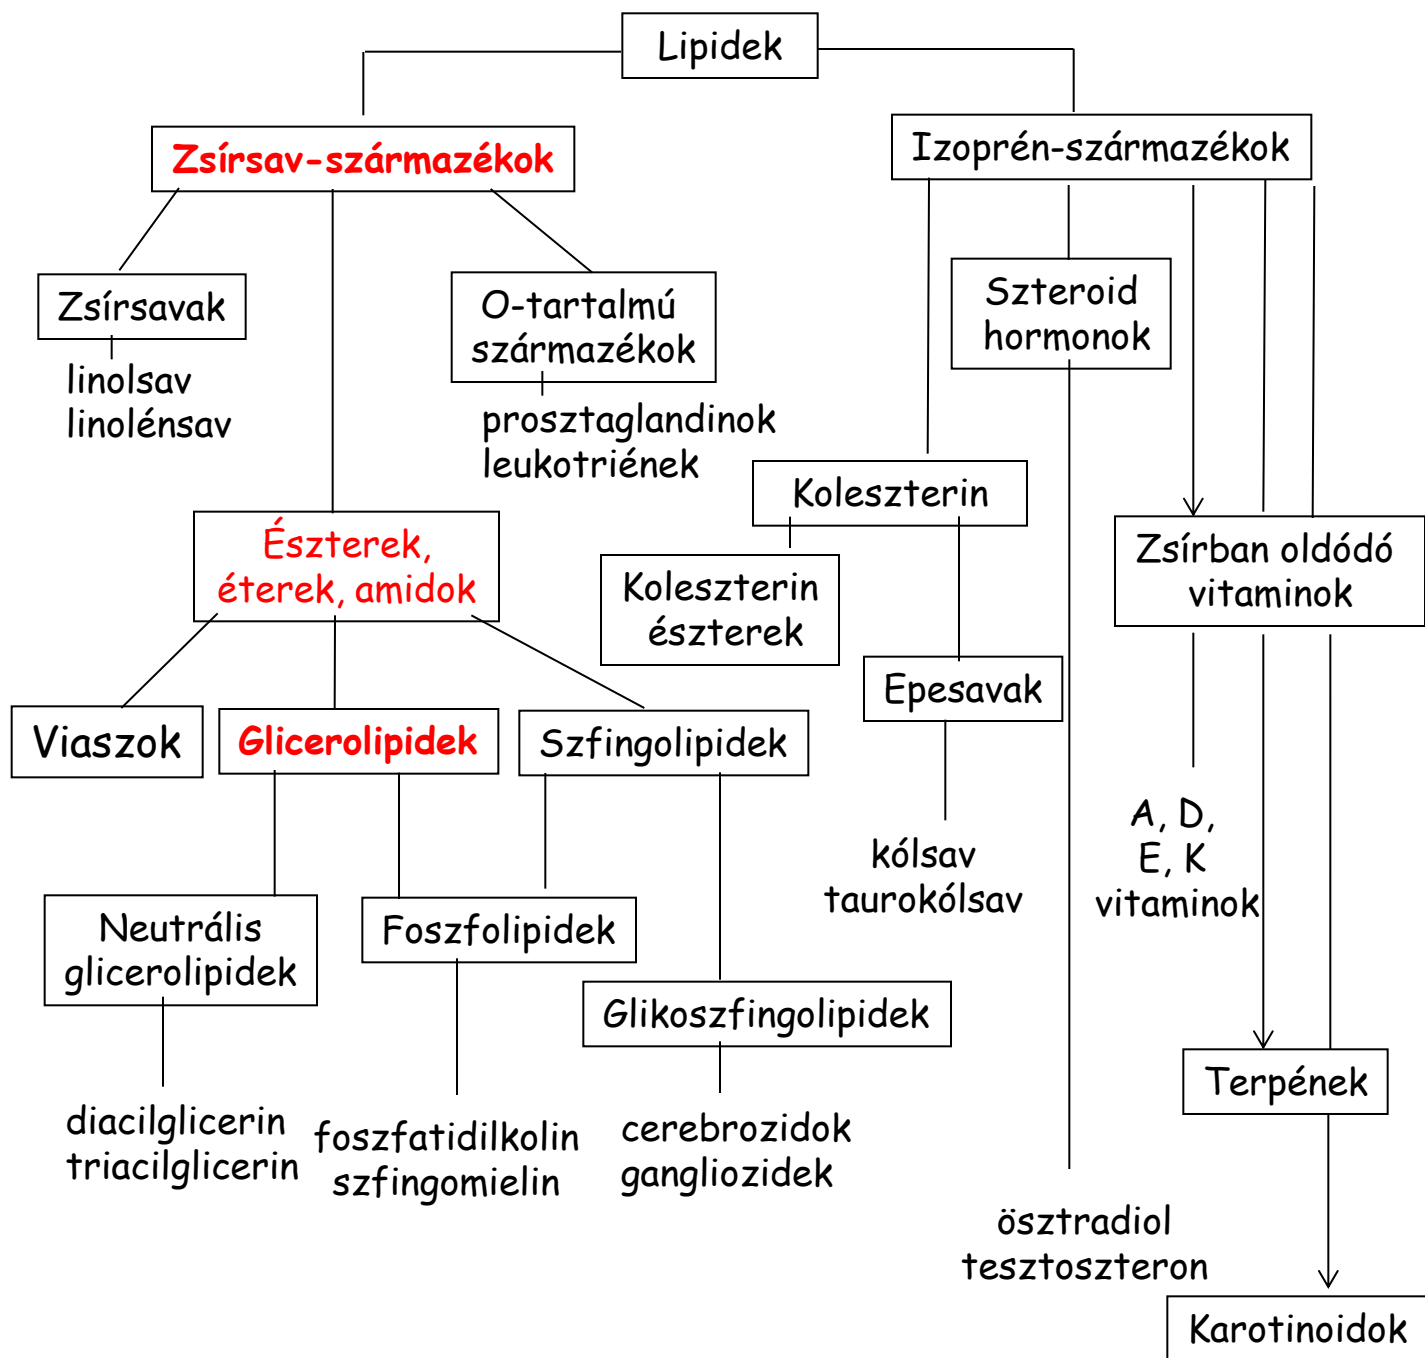 Lipidek
Zsírsav-származékok
Izoprén-származékok
Zsírsavak
linolsav
linolénsav
O-tartalmú
származékok
prosztaglandinok
leukotriének
Szteroid
hormonok
Koleszterin
Koleszterin
észterek
Észterek,
éterek, amidok
Zsírban oldódó
vitaminok
Epesavak
Viaszok
Glicerolipidek
Szfingolipidek
kólsav
taurokólsav
A, D,
E, K
vitaminok
Neutrális
glicerolipidek
Foszfolipidek
Glikoszfingolipidek
Terpének
diacilglicerin
triacilglicerin
foszfatidilkolin
szfingomielin
cerebrozidok
gangliozidek
ösztradiol
tesztoszteron
Karotinoidok